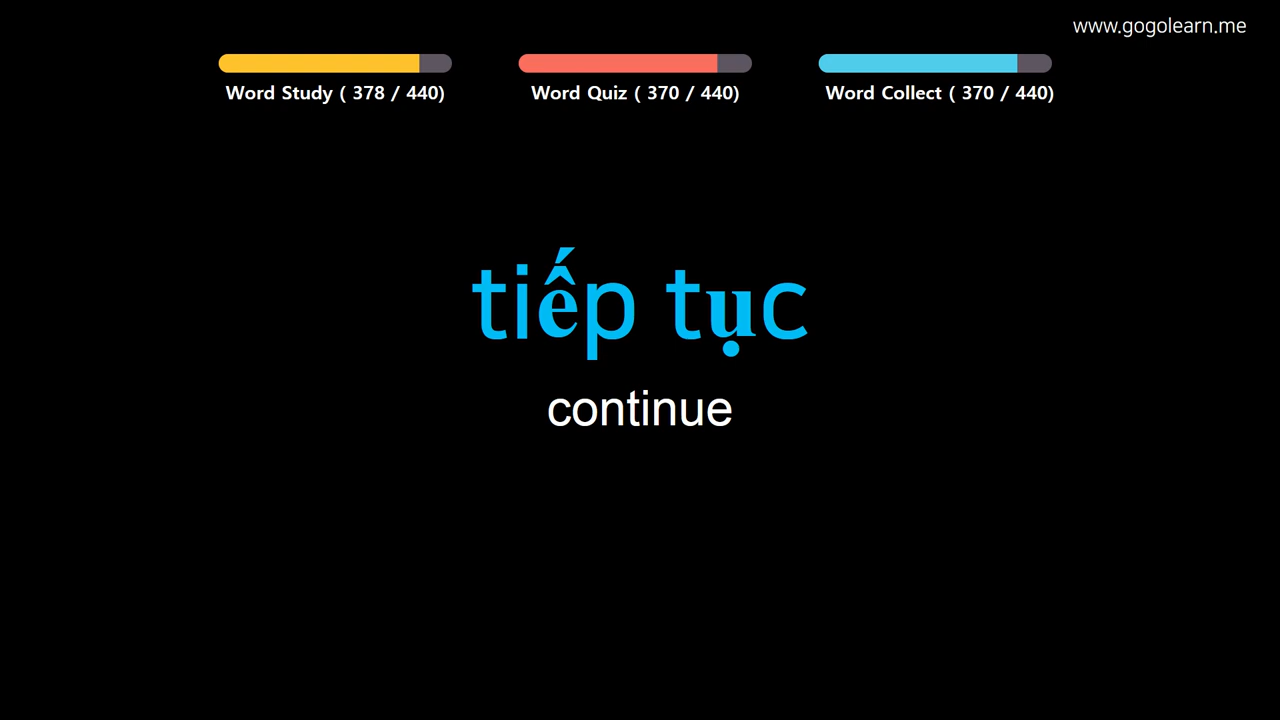 www.gogolearn.me
Word Study ( 378 / 440)
Word Quiz ( 370 / 440)
Word Collect ( 370 / 440)
tiếp tục
continue